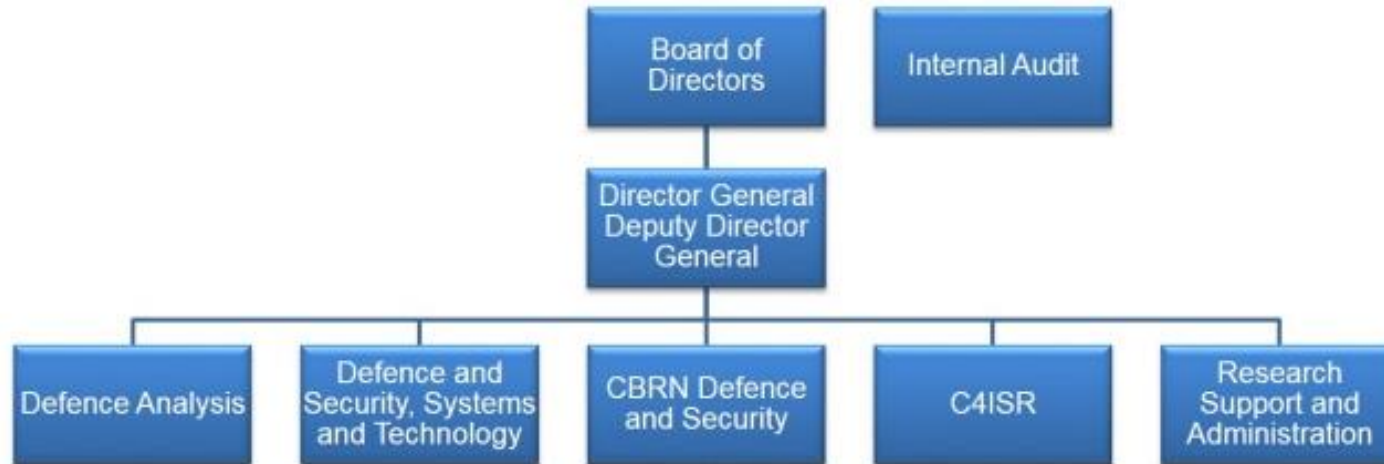 Board of
Directors
Internal Audit
Director General
Deputy Director
General
Defence Analysis
Defence and
Security, Systems
and Technology
CBRN Defence
and Security
C4ISR
Research
Support and
Administration